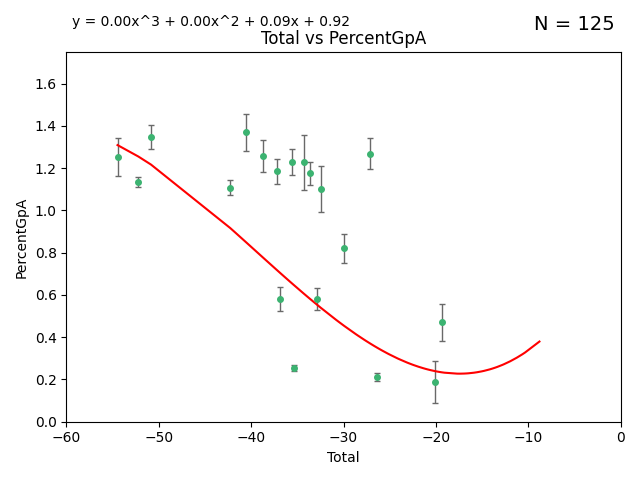 y = 0.00x^3 + 0.00x^2 + 0.09x + 0.92
N = 125
Total vs PercentGpA
PercentGpA
1.6
1.4
1.2
1.0
0.8
0.6
0.4
0.2
0.0
−60 −50 −40 −30 −20 −10 0
Total